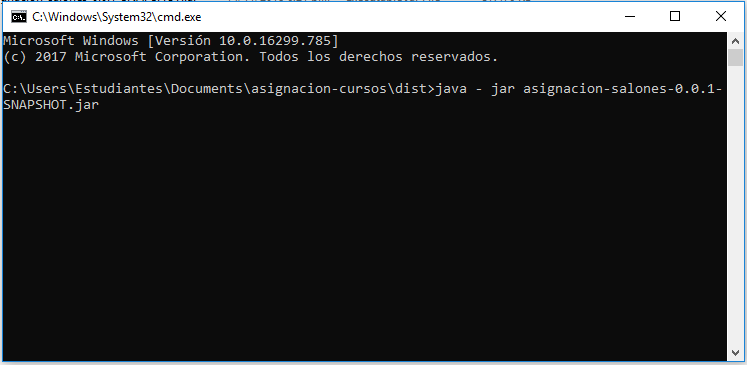 C:\Windows\System32\cmd.exe
Microsoft Windows [Versión 10.0.16299.785]
(c) 2017 Microsoft Corporation. Todos los derechos reservados.
C:\Users\Estudiantes\Documents\asignacion-cursos\dist>java - jar asignacion-salones-0.0.1-
SNAPSHOT.jar